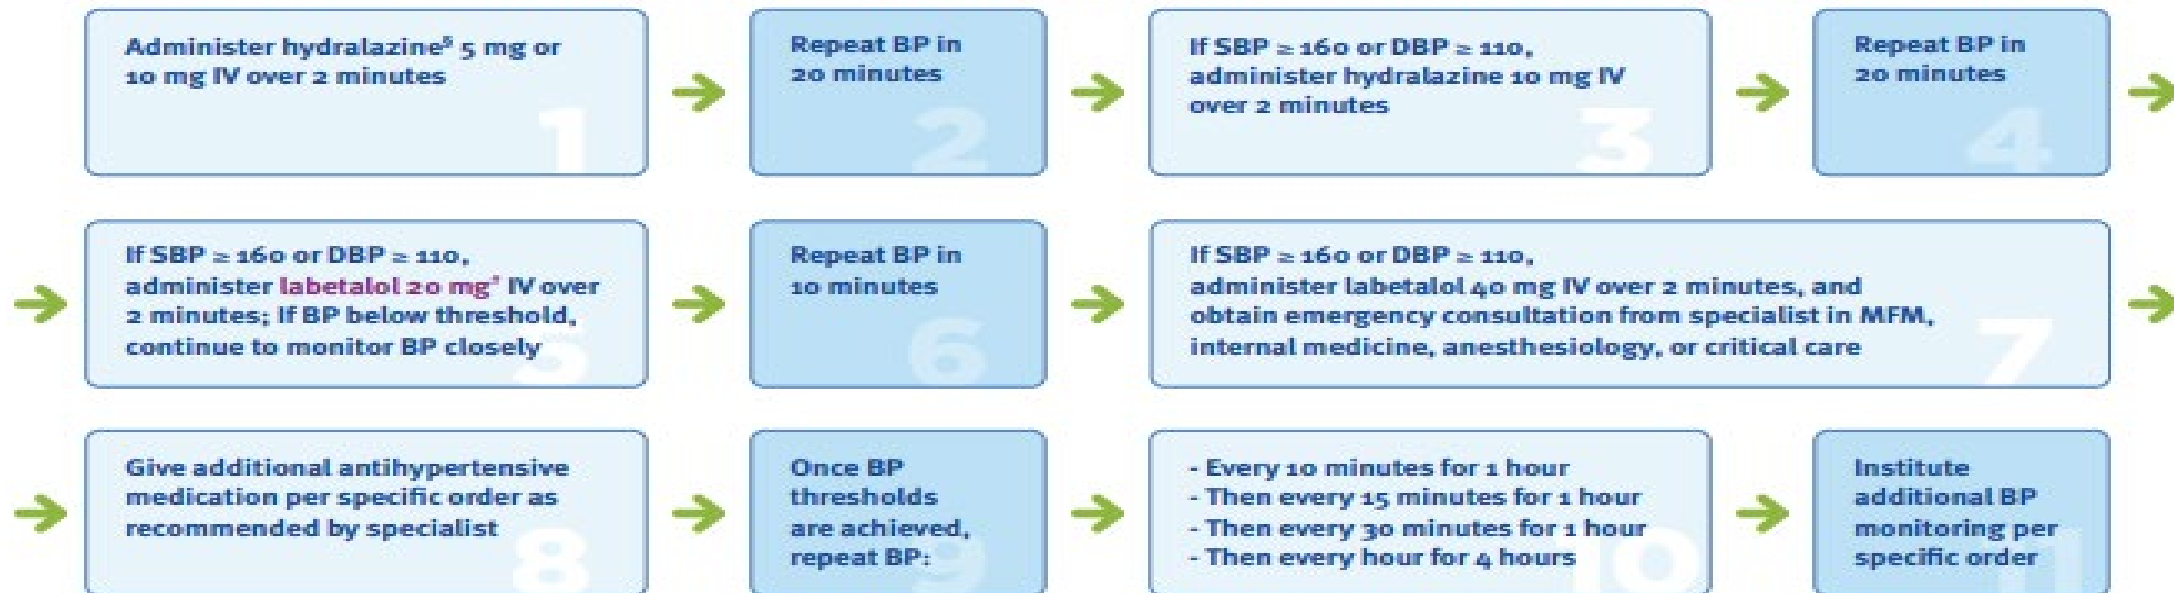 Administer hydralazine§ 5 mg or
10 mg IV over 2 minutes
1
Repeat BP in
20 minutes
2
If SBP ≥ 160 or DBP ≥ 110,
administer hydralazine 10 mg IV
over 2 minutes
3
Repeat BP in
20 minutes
4
If SBP ≥ 160 or DBP ≥ 110,
administer labetalol 20 mg* IV over
2 minutes; If BP below threshold,
continue to monitor BP closely
5
Repeat BP in
10 minutes
6
If SBP ≥ 160 or DBP ≥ 110,
administer labetalol 40 mg IV over 2 minutes, and
obtain emergency consultation from specialist in MFM,
internal medicine, anesthesiology, or critical care
7
Give additional antihypertensive
medication per specific order as
recommended by specialist
8
Once BP
thresholds
are achieved,
repeat BP:
9
- Every 10 minutes for 1 hour
- Then every 15 minutes for 1 hour
- Then every 30 minutes for 1 hour
- Then every hour for 4 hours
10
Institute
additional BP
monitoring per
specific order
11